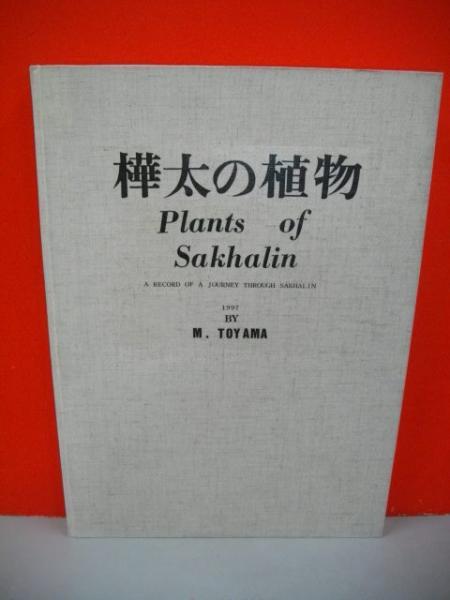 樺太の植物
Plants of
Sakhalin
A RECORD OF A JOURNEY THROUGH SAKHALIN
1997
BY
M. TOYAMA